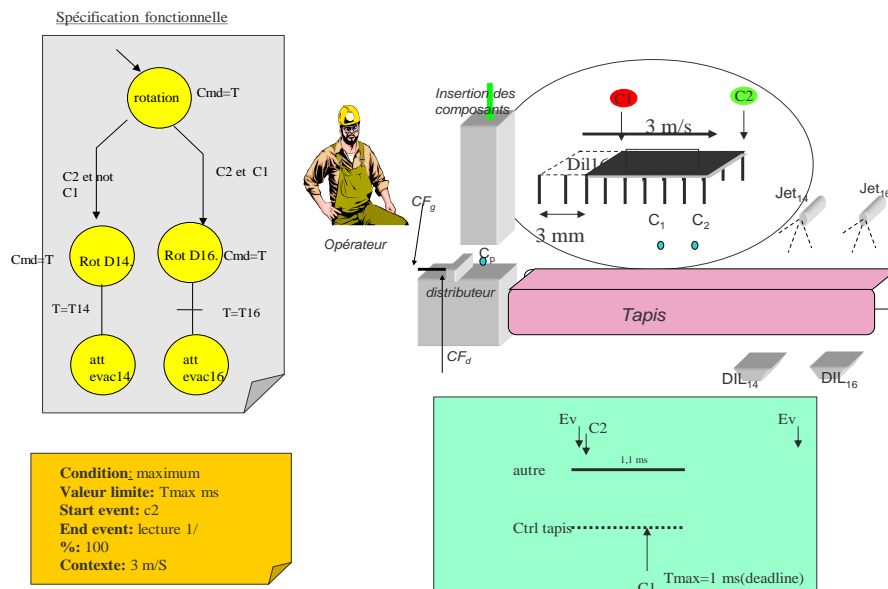 Spécification fonctionnelle
rotation
Cmd=T
C2 et not
C1
C2 et C1
Cmd=T
Rot D14.
Rot D16.
Cmd=T
T=T14
T=T16
att
evac14
att
evac16
Insertion des
composants
C1
C2
3 m/s
Dil16
3 mm
C1
C2
Jet14
Jet16
CFg
Opérateur
Cp
distributeur
Tapis
CFd
DIL14
DIL16
Condition: maximum
Valeur limite: Tmax ms
Start event: c2
End event: lecture 1/
%: 100
Contexte: 3 m/S
Ev
C2
Ev
1,1 ms
autre
Ctrl tapis
Tmax=1 ms(deadline)
C1